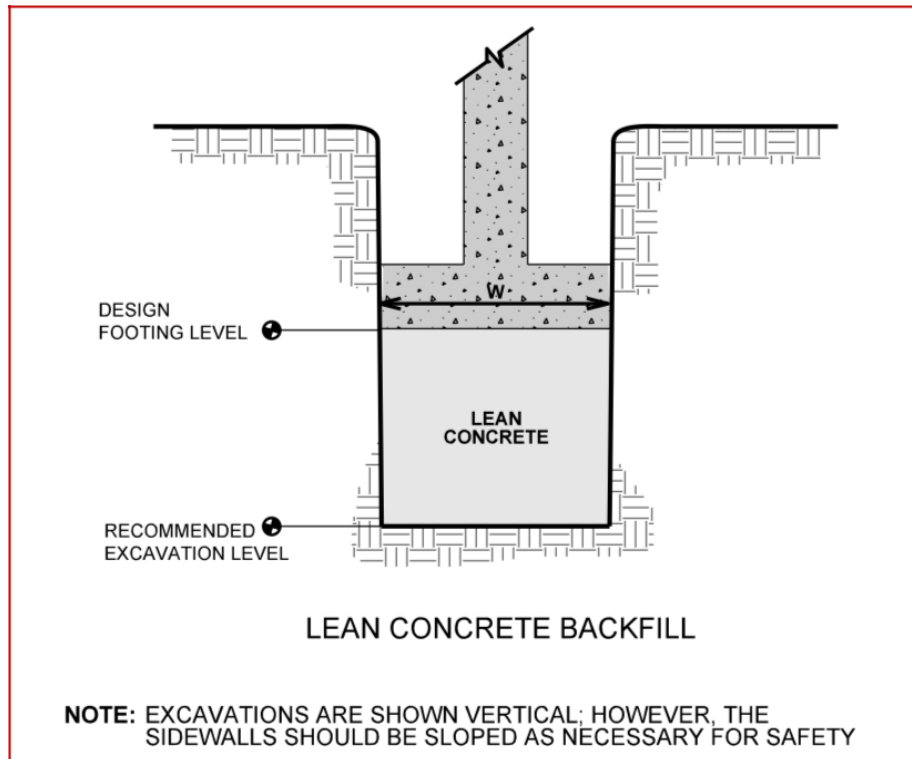 W
DESIGN
FOOTING LEVEL
LEAN
CONCRETE
RECOMMENDED
EXCAVATION LEVEL
LEAN CONCRETE BACKFILL
NOTE: EXCAVATIONS ARE SHOWN VERTICAL; HOWEVER, THE
SIDEWALLS SHOULD BE SLOPED AS NECESSARY FOR SAFETY